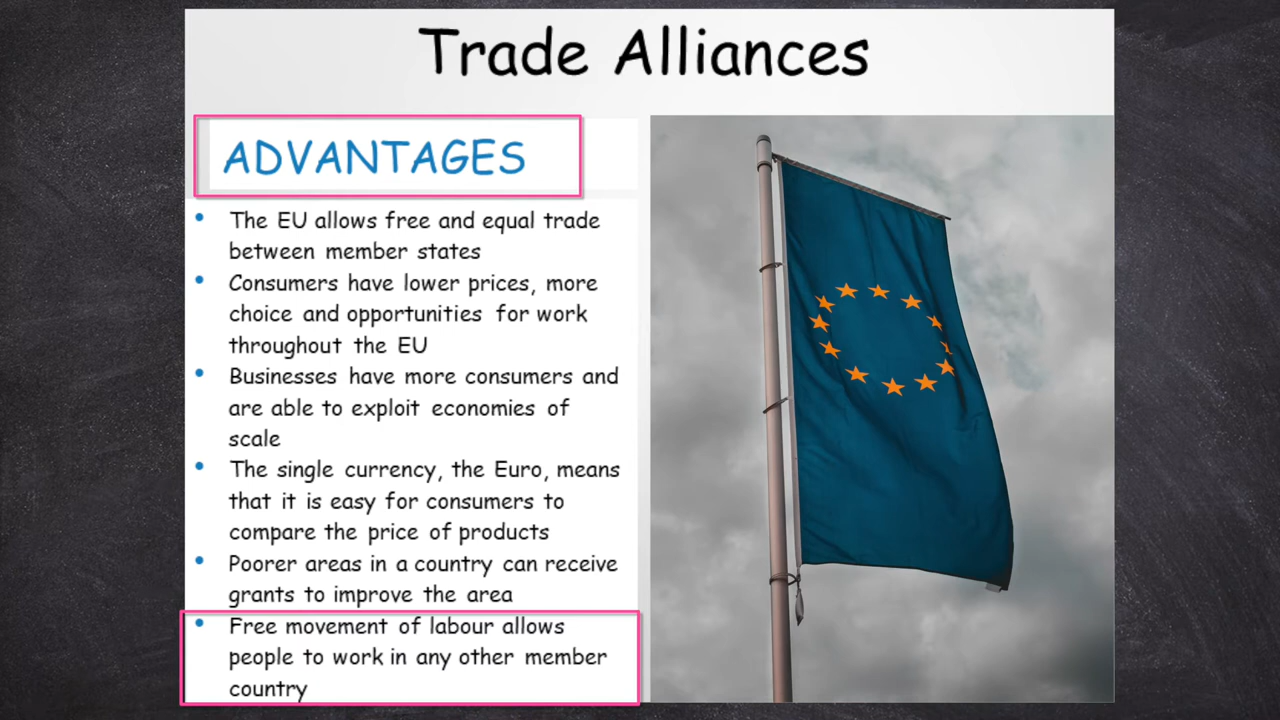 Trade Alliances
ADVANTAGES
• The EU allows free and equal trade
between member states
• Consumers have lower prices, more
choice and opportunities for work
throughout the EU
• Businesses have more consumers and
are able to exploit economies of
scale
• The single currency, the Euro, means
that it is easy for consumers to
compare the price of products
• Poorer areas in a country can receive
grants to improve the area
• Free movement of labour allows
people to work in any other member
country